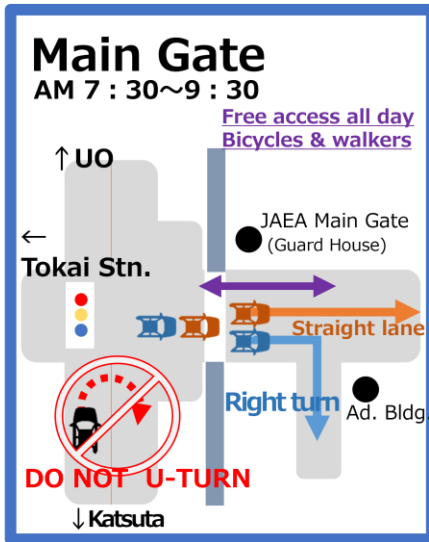 Main Gate
AM 7：30～9：30
Free access all day
Bicycles & walkers
↑UO
JAEA Main Gate
(Guard House)
←
Tokai Stn.
Straight lane
Right turn
Ad. Bldg.
DO NOT U-TURN
↓Katsuta